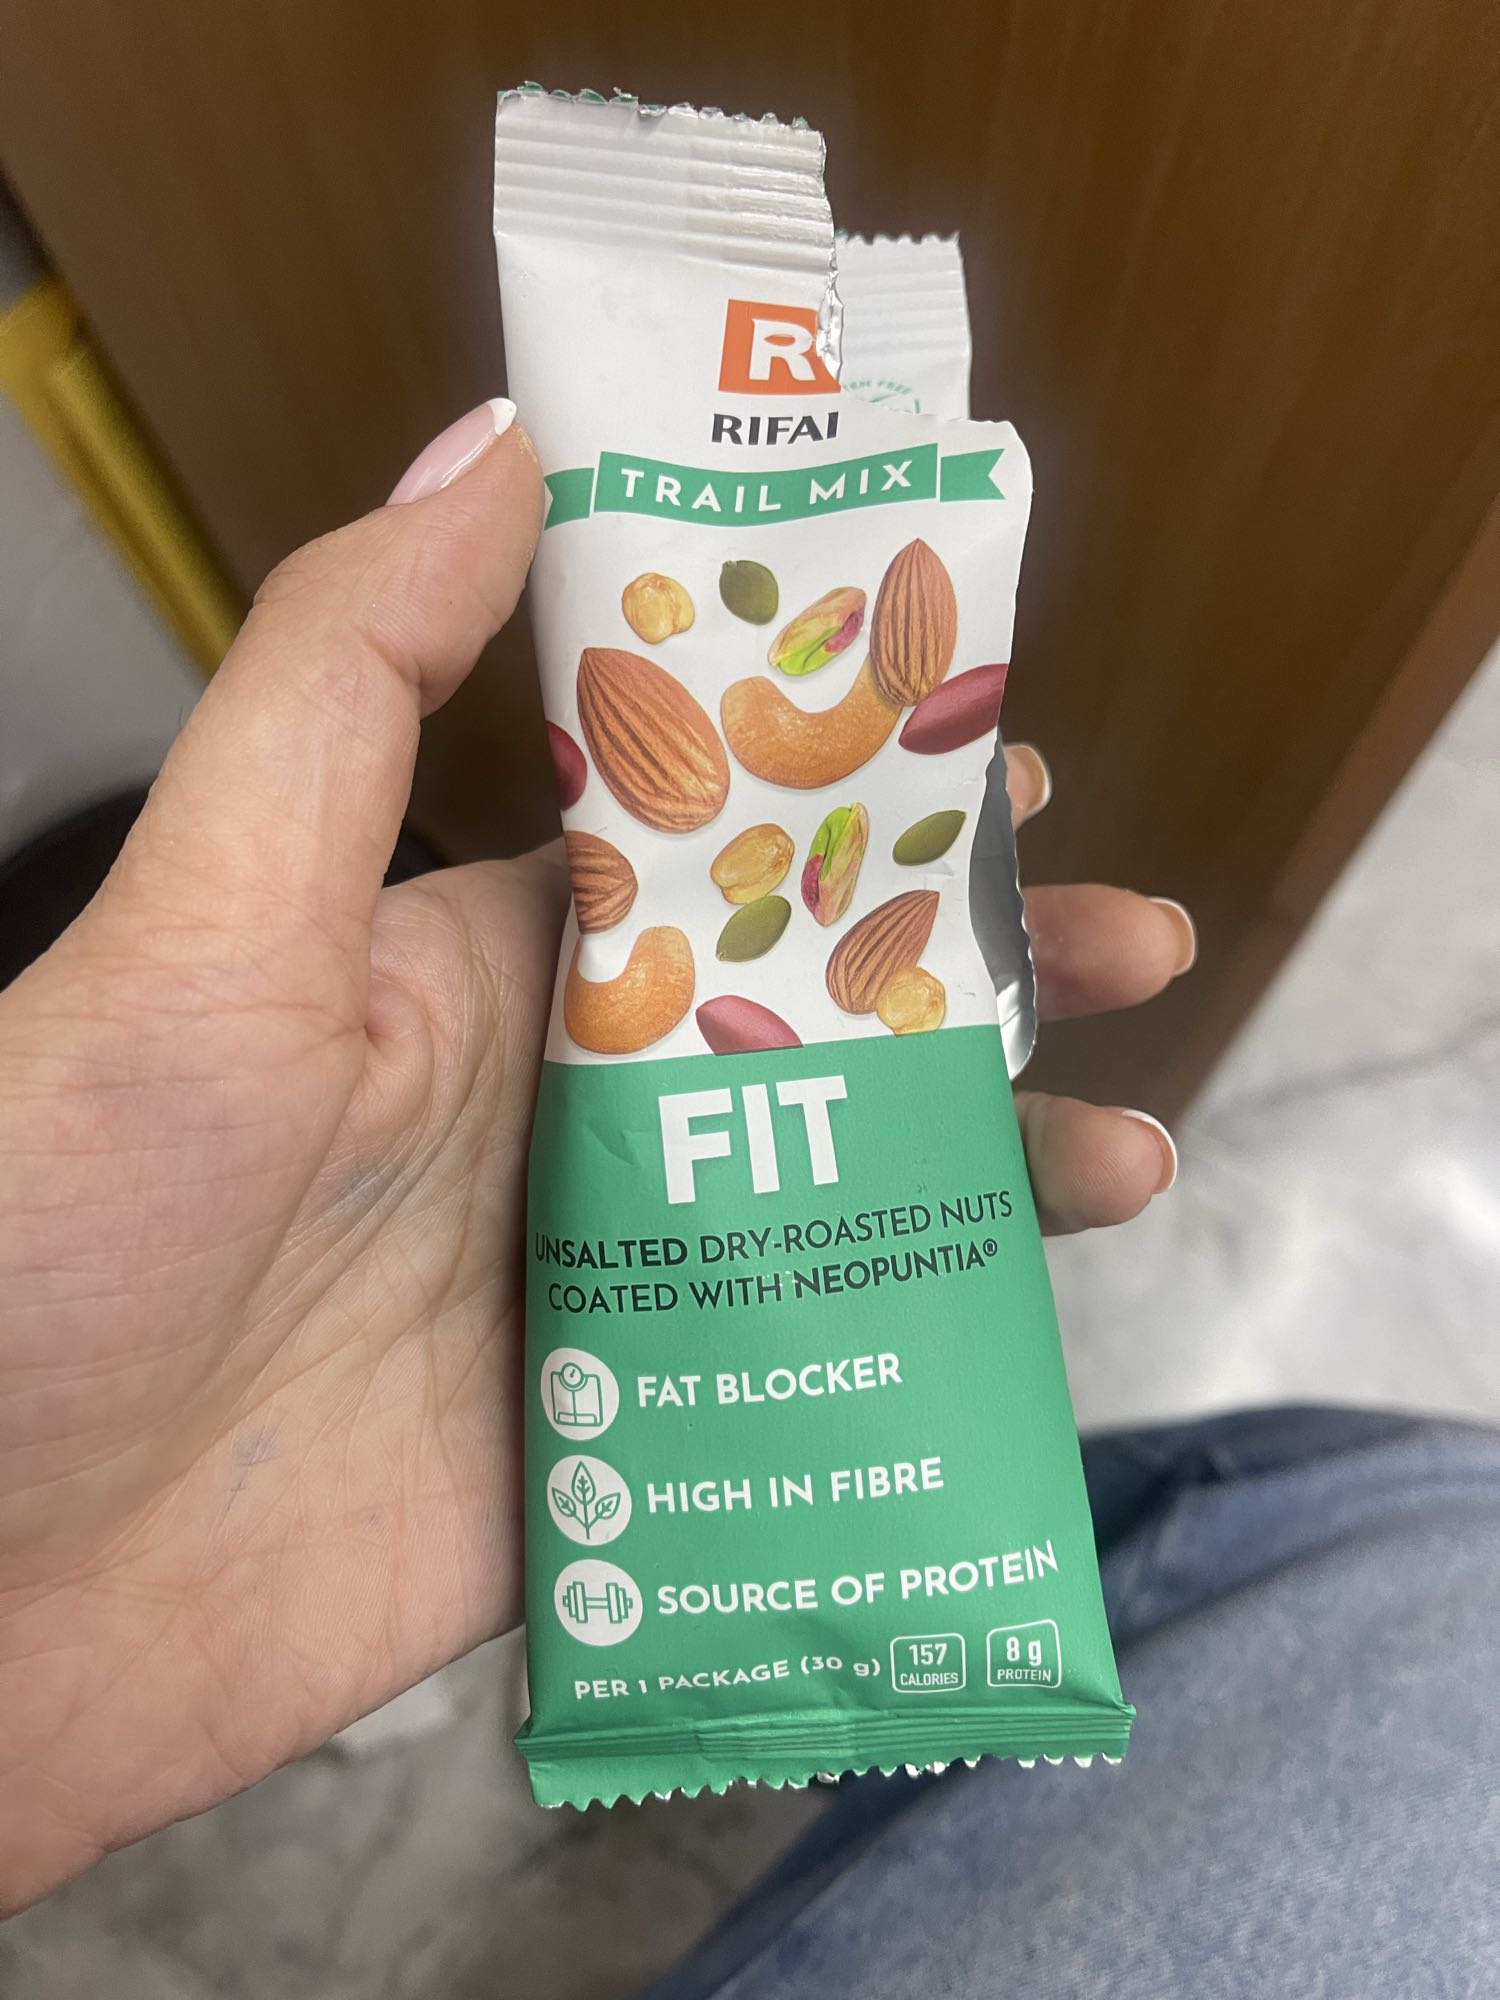 R
RIFAI
TRAIL MIX
FIT
UNSALTED DRY-ROASTED NUTS
COATED WITH NEOPUNTIA®
FAT BLOCKER
HIGH IN FIBRE
SOURCE OF PROTEIN
PER 1 PACKAGE (30 g)
157
CALORIES
8 g
PROTEIN
FREE